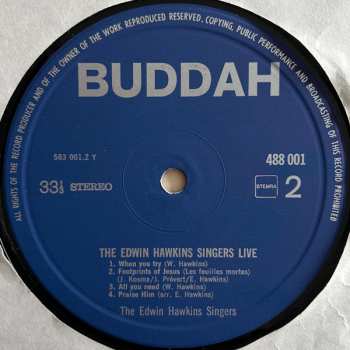 ALL RIGHTS OF THE RECORD PRODUCER AND OF THE OWNER OF THE WORK REPRODUCED RESERVED. COPYING, PUBLIC PERFORMANCE AND BROADCASTING OF THIS RECORD PROHIBITED
BUDDAH
583 001.2 Y
488 001
33⅓ STEREO
STEMRA 2
THE EDWIN HAWKINS SINGERS LIVE
1. When you try (W. Hawkins)
2. Footprints of Jesus (Les feuilles mortes)
(J. Kosma/J. Prévert/E. Hawkins)
3. All you need (W. Hawkins)
4. Praise Him (arr. E. Hawkins)
The Edwin Hawkins Singers